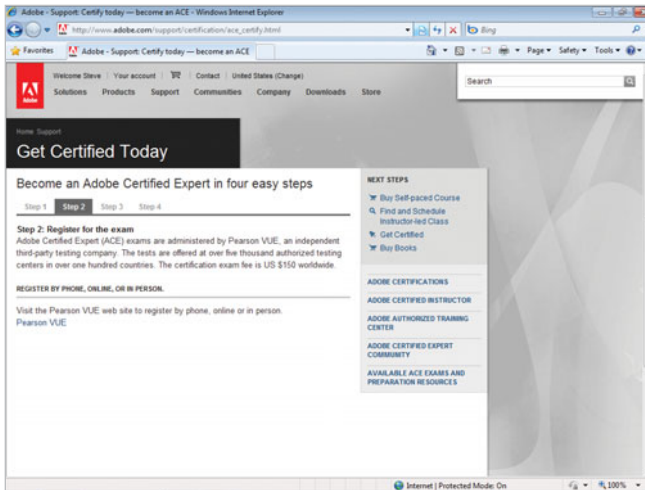 Adobe - Support: Certify today — become an ACE - Windows Internet Explorer
http://www.adobe.com/support/certification/ace_certify.html
Bing
Favorites
Adobe - Support: Certify today — become an ACE
Page
Safety
Tools
Welcome Steve | Your account | Contact | United States (Change)
Search
Adobe
Solutions Products Support Communities Company Downloads Store
Home Support
Get Certified Today
Become an Adobe Certified Expert in four easy steps
Step 1 Step 2 Step 3 Step 4
Step 2: Register for the exam
Adobe Certified Expert (ACE) exams are administered by Pearson VUE, an independent
third-party testing company. The tests are offered at over five thousand authorized testing
centers in over one hundred countries. The certification exam fee is US $150 worldwide.
REGISTER BY PHONE, ONLINE, OR IN PERSON.
Visit the Pearson VUE web site to register by phone, online or in person.
Pearson VUE
NEXT STEPS
Buy Self-paced Course
Find and Schedule
Instructor-led Class
Get Certified
Buy Books
ADOBE CERTIFICATIONS
ADOBE CERTIFIED INSTRUCTOR
ADOBE AUTHORIZED TRAINING
CENTER
ADOBE CERTIFIED EXPERT
COMMUNITY
AVAILABLE ACE EXAMS AND
PREPARATION RESOURCES
Internet | Protected Mode: On
100%